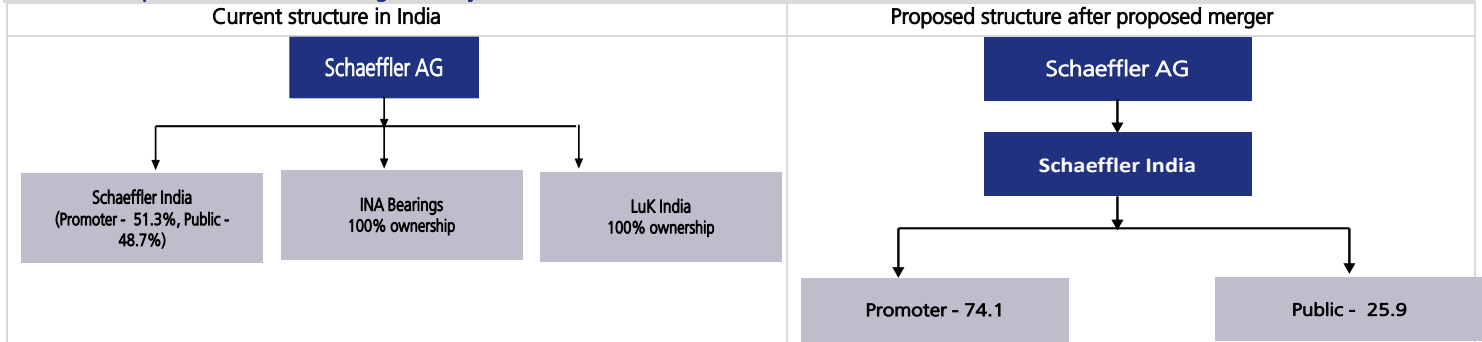 Current structure in India
Schaeffler AG
Schaeffler India
(Promoter - 51.3%, Public -
48.7%)
INA Bearings
100% ownership
LuK India
100% ownership
Proposed structure after proposed merger
Schaeffler AG
Schaeffler India
Promoter - 74.1
Public - 25.9